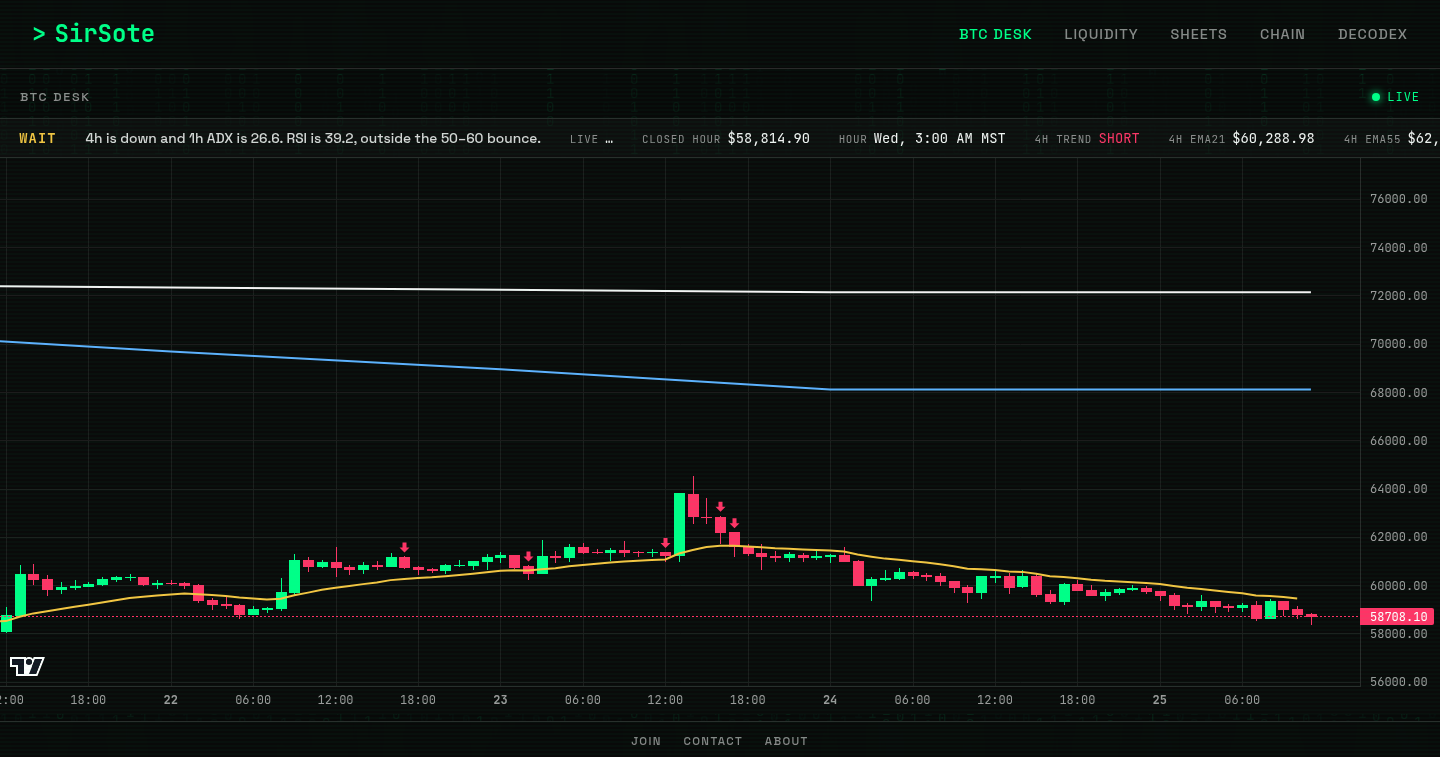 > SirSote
BTC DESK LIQUIDITY SHEETS CHAIN DECODEX
BTC DESK
LIVE
WAIT 4h is down and 1h ADX is 26.6. RSI is 39.2, outside the 50–60 bounce. LIVE … CLOSED HOUR $58,814.90 HOUR Wed, 3:00 AM MST 4H TREND SHORT 4H EMA21 $60,288.98 4H EMA55 $62,
76000.00
74000.00
72000.00
70000.00
68000.00
66000.00
64000.00
62000.00
60000.00
58708.10
58000.00
56000.00
2:00 18:00 22 06:00 12:00 18:00 23 06:00 12:00 18:00 24 06:00 12:00 18:00 25 06:00
JOIN CONTACT ABOUT